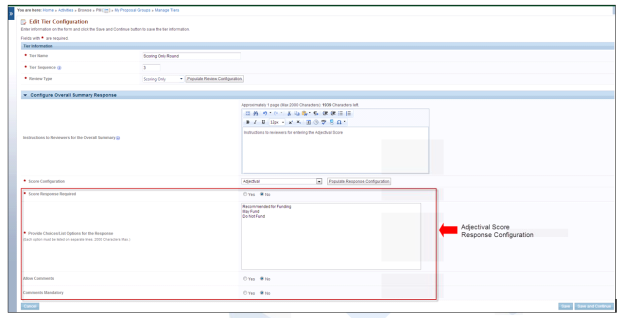 You are here: Home » Activities » Browse » PI(s) » My Proposal Groups » Manage Tiers
Edit Tier Configuration
Enter information on the form and click the Save and Continue button to save the tier information.
Fields with * are required.
Tier Information
* Tier Name Scoring Only Round
* Tier Sequence 3
* Review Type Scoring Only Populate Review Configuration
Configure Overall Summary Response
Approximately 1 page (Max 2000 Characters) 1939 Characters left
B I U 12px
Instructions to Reviewers for the Overall Summary
Instructions to reviewers for entering the Adjectival Score
* Score Configuration Adjectival Populate Response Configuration
* Score Response Required Yes No
* Provide Choices/List Options for the Response
(Each option must be listed on separate lines. 2000 Characters Max.)
Recommended for Funding
May Fund
Do Not Fund
Adjectival Score
Response Configuration
Allow Comments Yes No
Comments Mandatory Yes No
Cancel Save Save and Continue